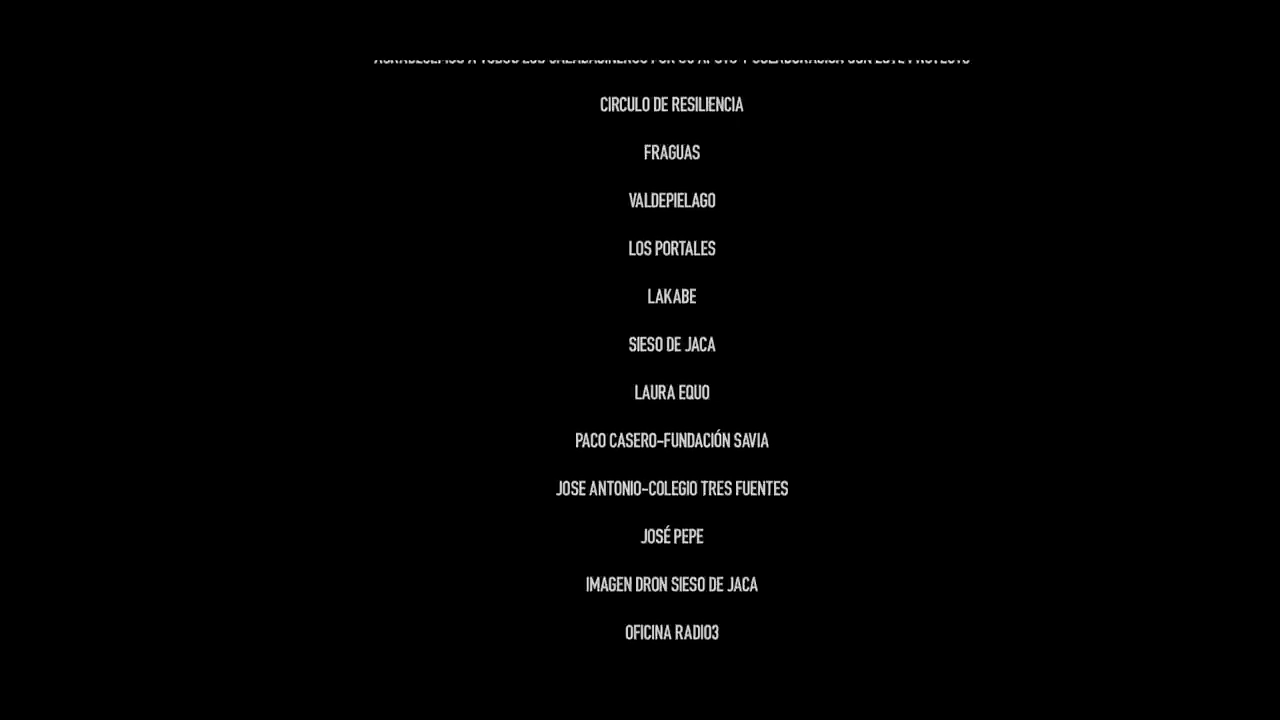 CIRCULO DE RESILIENCIA
FRAGUAS
VALDEPIELAGO
LOS PORTALES
LAKABE
SIESO DE JACA
LAURA EQUO
PACO CASERO-FUNDACIÓN SAVIA
JOSE ANTONIO-COLEGIO TRES FUENTES
JOSÉ PEPE
IMAGEN DRON SIESO DE JACA
OFICINA RADIO3